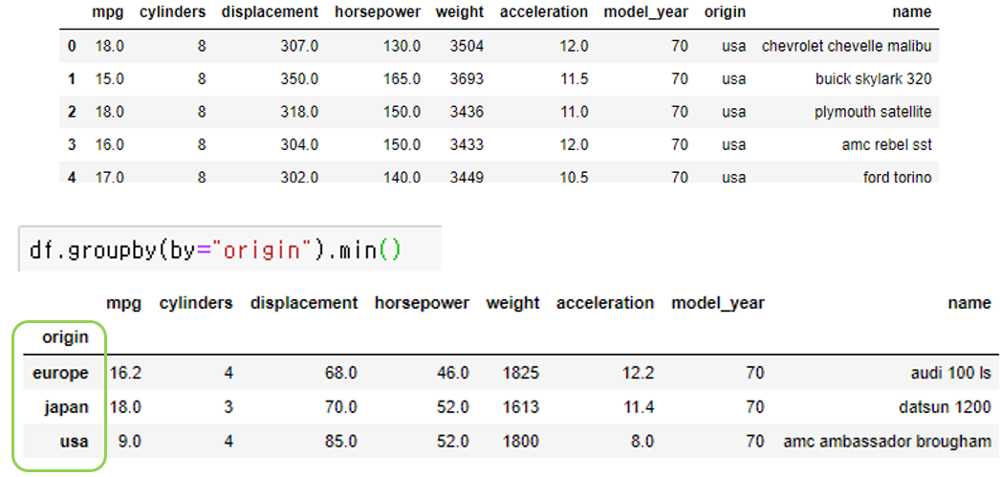 mpg cylinders displacement horsepower weight acceleration model_year origin name
0 18.0 8 307.0 130.0 3504 12.0 70 usa chevrolet chevelle malibu
1 15.0 8 350.0 165.0 3693 11.5 70 usa buick skylark 320
2 18.0 8 318.0 150.0 3436 11.0 70 usa plymouth satellite
3 16.0 8 304.0 150.0 3433 12.0 70 usa amc rebel sst
4 17.0 8 302.0 140.0 3449 10.5 70 usa ford torino
df.groupby(by="origin").min()
mpg cylinders displacement horsepower weight acceleration model_year name
origin
europe 16.2 4 68.0 46.0 1825 12.2 70 audi 100 ls
japan 18.0 3 70.0 52.0 1613 11.4 70 datsun 1200
usa 9.0 4 85.0 52.0 1800 8.0 70 amc ambassador brougham